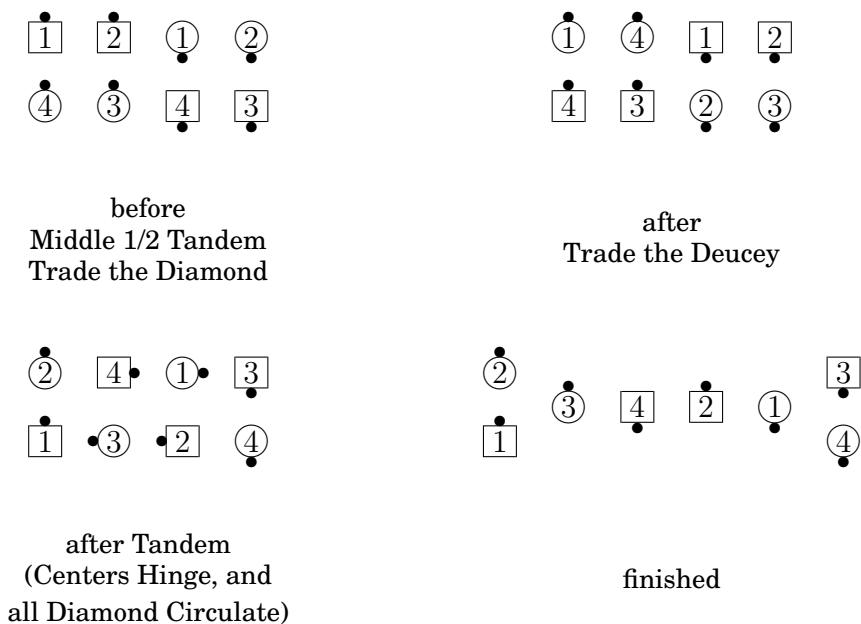 1 2 1 2
4 3 4 3
before
Middle 1/2 Tandem
Trade the Diamond
1 4 1 2
4 3 2 3
after
Trade the Deucey
2 4 1 3
1 3 2 4
after Tandem
(Centers Hinge, and
all Diamond Circulate)
2 3
3 4 2 1
1 4
finished